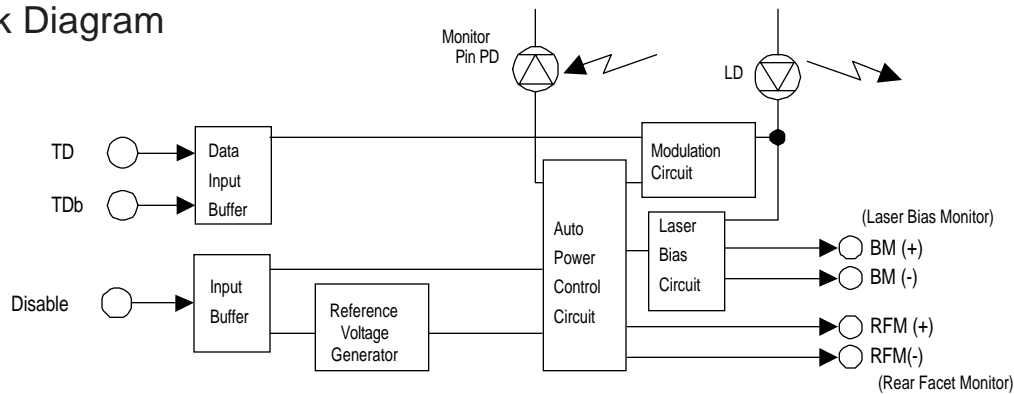 k Diagram
Monitor
Pin PD
LD
TD
TDb
Data
Input
Buffer
Modulation
Circuit
Auto
Power
Control
Circuit
Laser
Bias
Circuit
(Laser Bias Monitor)
BM (+)
BM (-)
Disable
Input
Buffer
Reference
Voltage
Generator
RFM (+)
RFM(-)
(Rear Facet Monitor)